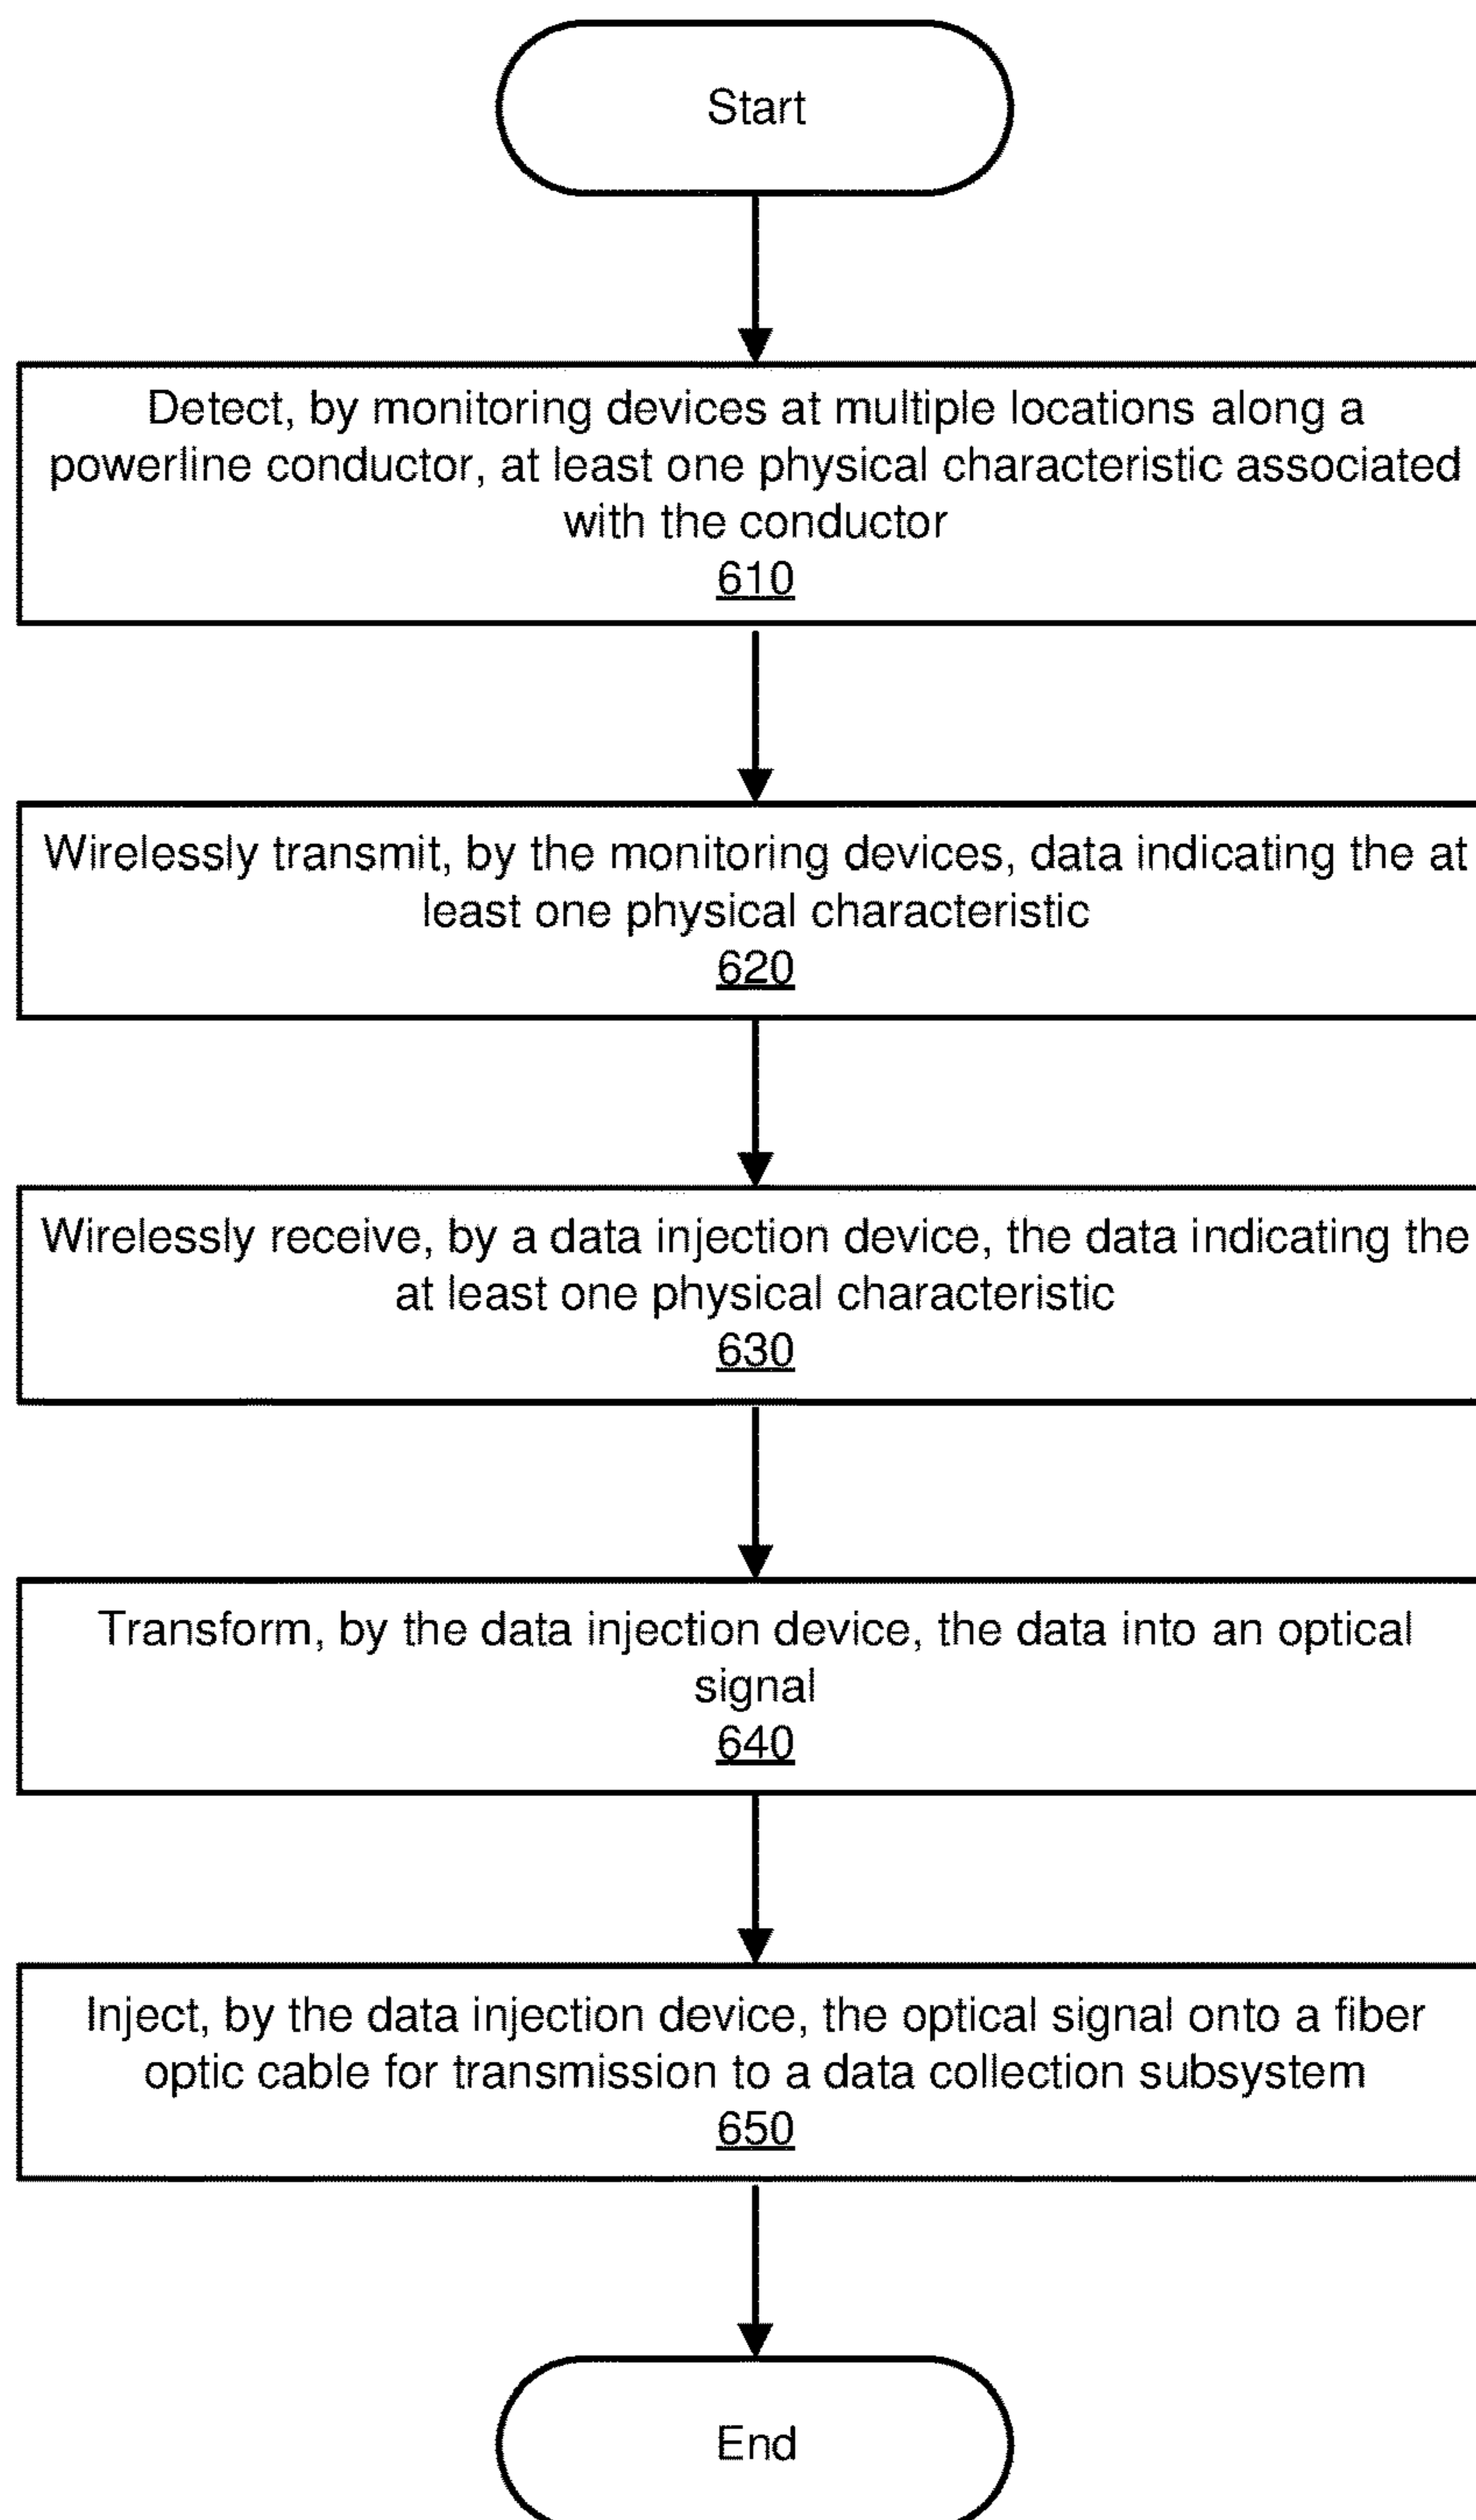 Start
Detect, by monitoring devices at multiple locations along a
powerline conductor, at least one physical characteristic associated
with the conductor
610
Wirelessly transmit, by the monitoring devices, data indicating the at
least one physical characteristic
620
Wirelessly receive, by a data injection device, the data indicating the
at least one physical characteristic
630
Transform, by the data injection device, the data into an optical
signal
640
Inject, by the data injection device, the optical signal onto a fiber
optic cable for transmission to a data collection subsystem
650
End